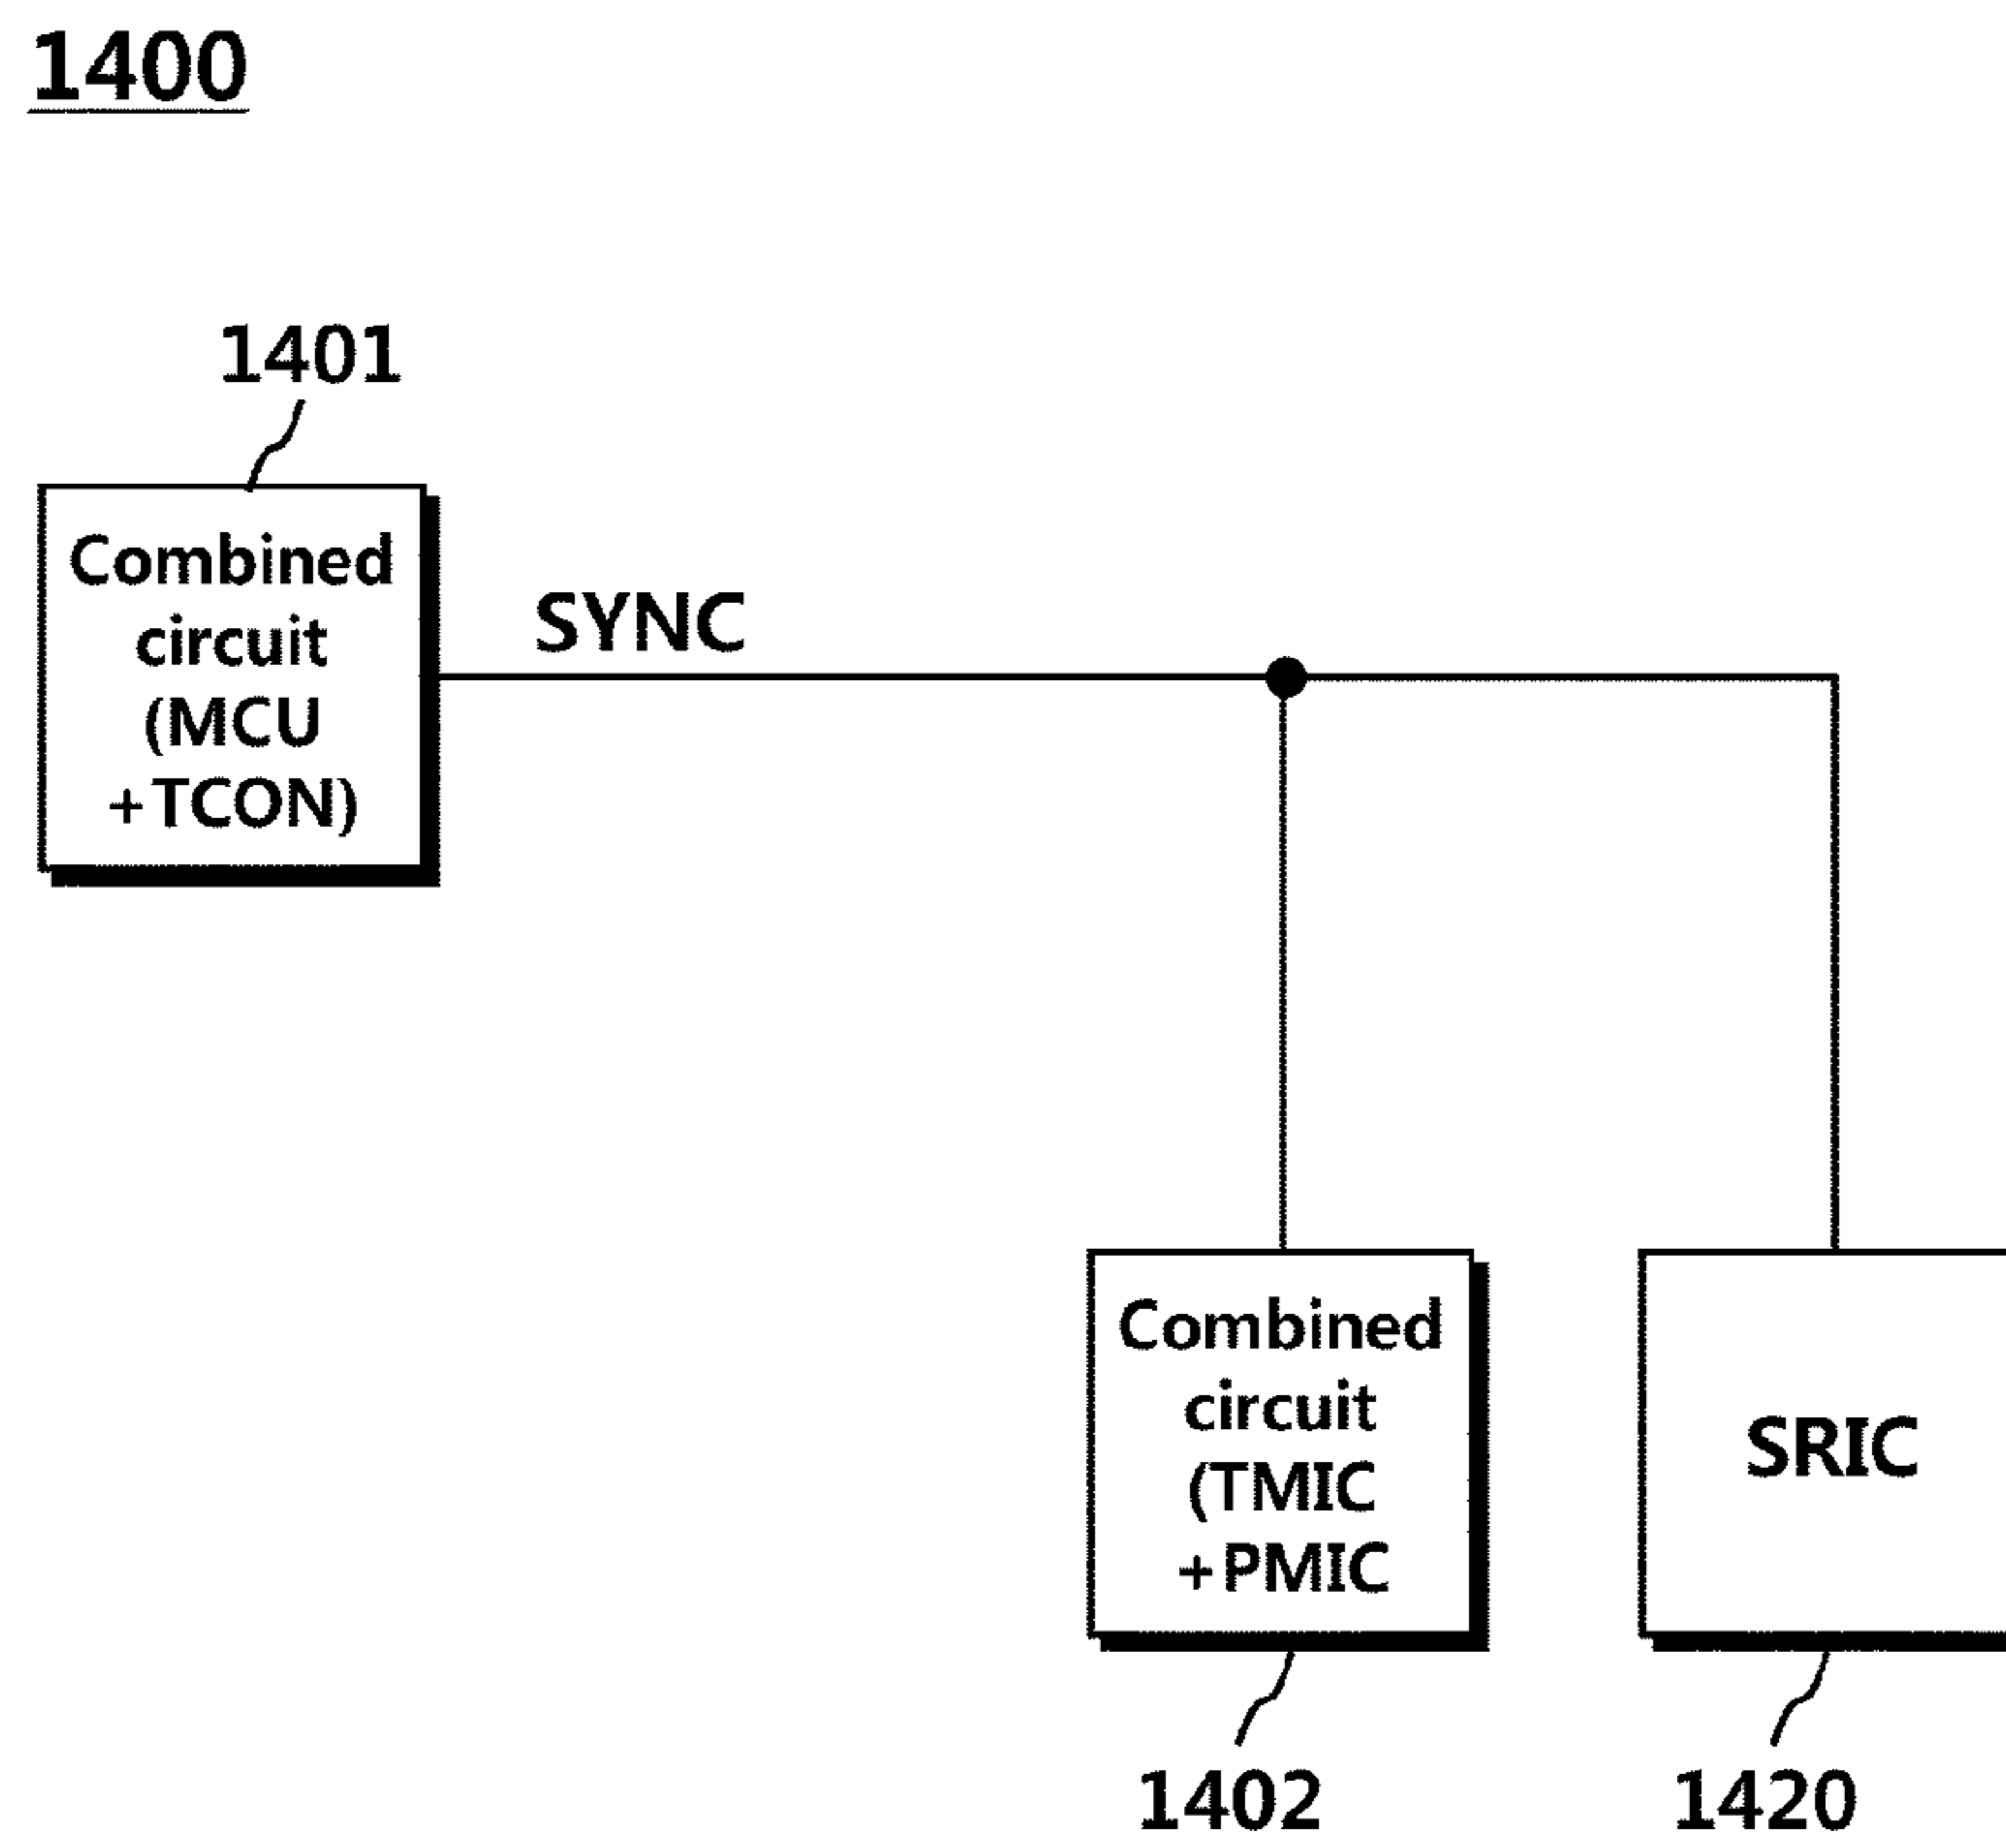 1400
1401
Combined
circuit
(MCU
+TCON)
SYNC
Combined
circuit
(TMIC
+PMIC
SRIC
1402
1420